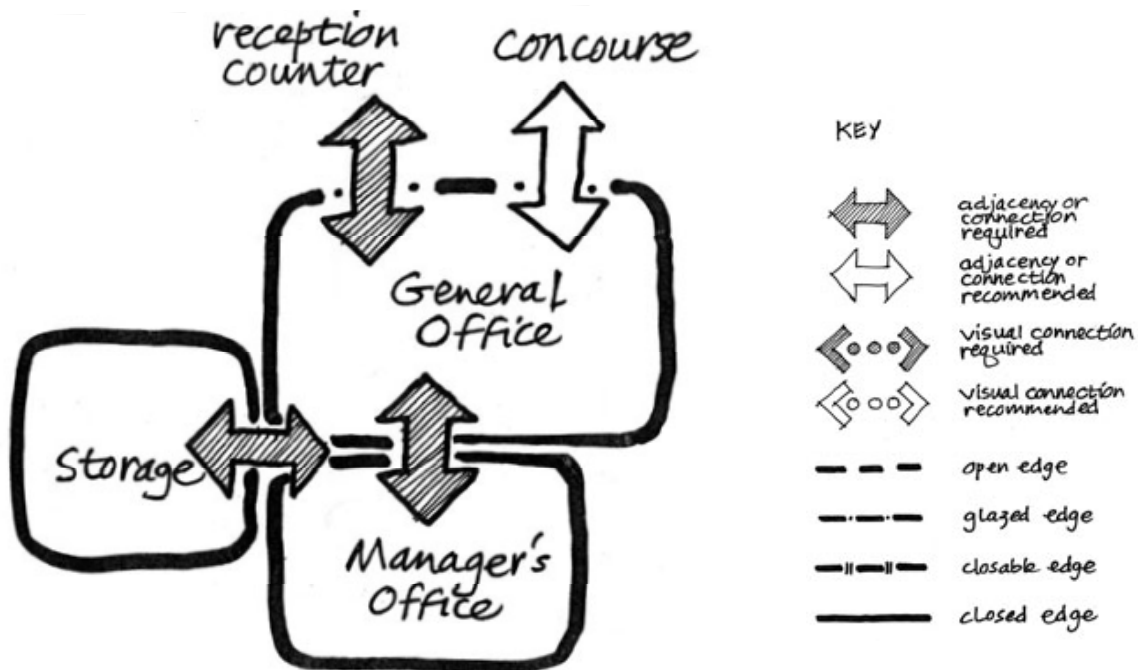 reception
counter
concourse
General
Office
Storage
Manager's
Office
KEY
adjacency or
connection
required
adjacency or
connection
recommended
visual connection
required
visual connection
recommended
open edge
glazed edge
closable edge
closed edge